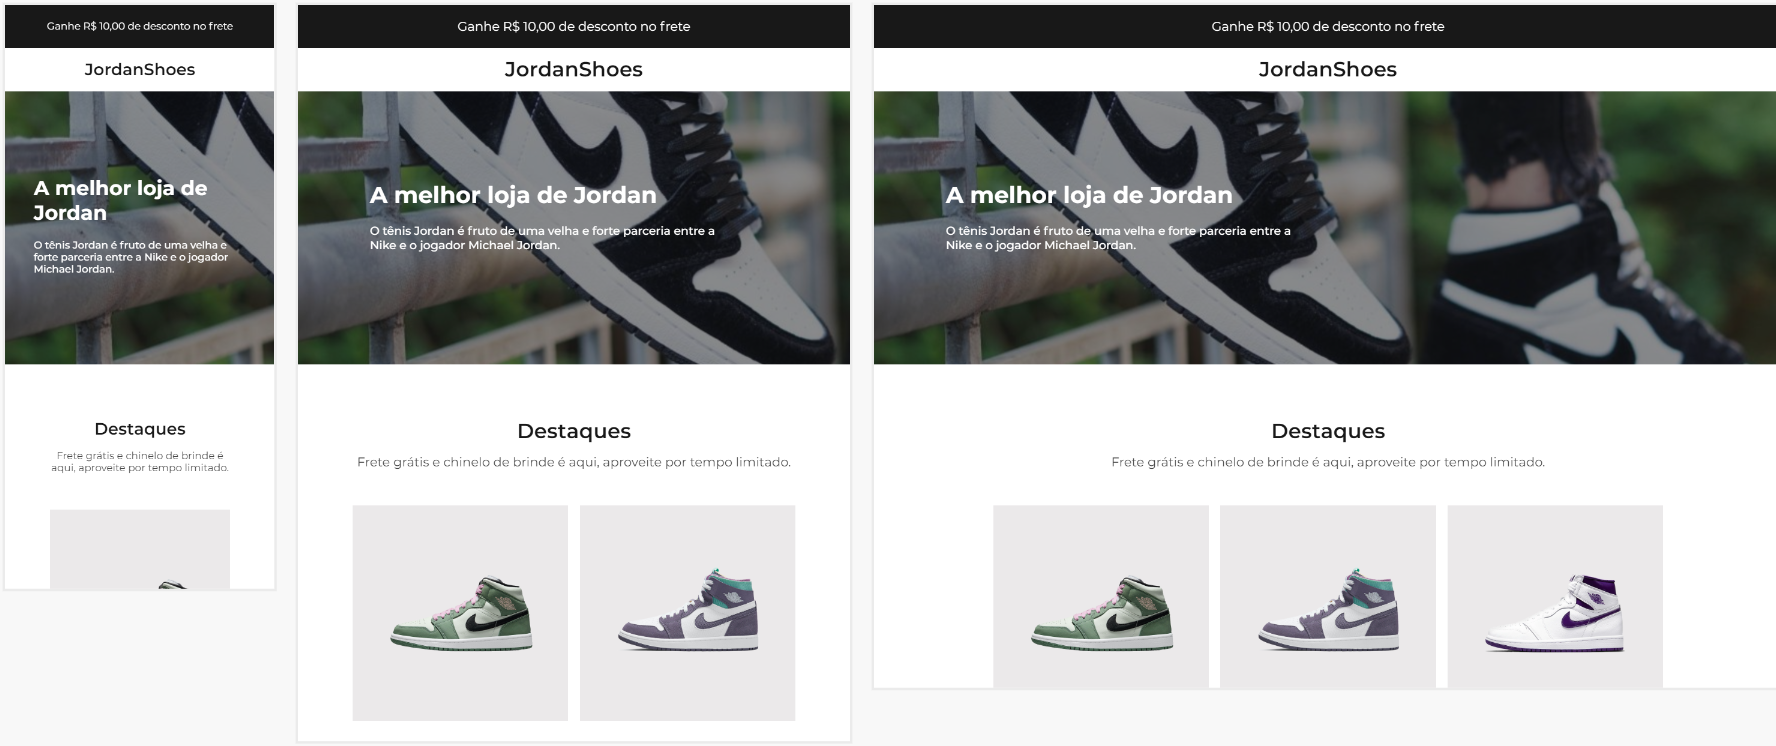 Ganhe R$ 10,00 de desconto no frete
JordanShoes
A melhor loja de
Jordan
O tênis Jordan é fruto de uma velha e
forte parceria entre a Nike e o jogador
Michael Jordan.
Destaques
Frete grátis e chinelo de brinde é
aqui, aproveite por tempo limitado.
Ganhe R$ 10,00 de desconto no frete
JordanShoes
A melhor loja de Jordan
O tênis Jordan é fruto de uma velha e forte parceria entre a
Nike e o jogador Michael Jordan.
Destaques
Frete grátis e chinelo de brinde é aqui, aproveite por tempo limitado.
Ganhe R$ 10,00 de desconto no frete
JordanShoes
A melhor loja de Jordan
O tênis Jordan é fruto de uma velha e forte parceria entre a
Nike e o jogador Michael Jordan.
Destaques
Frete grátis e chinelo de brinde é aqui, aproveite por tempo limitado.